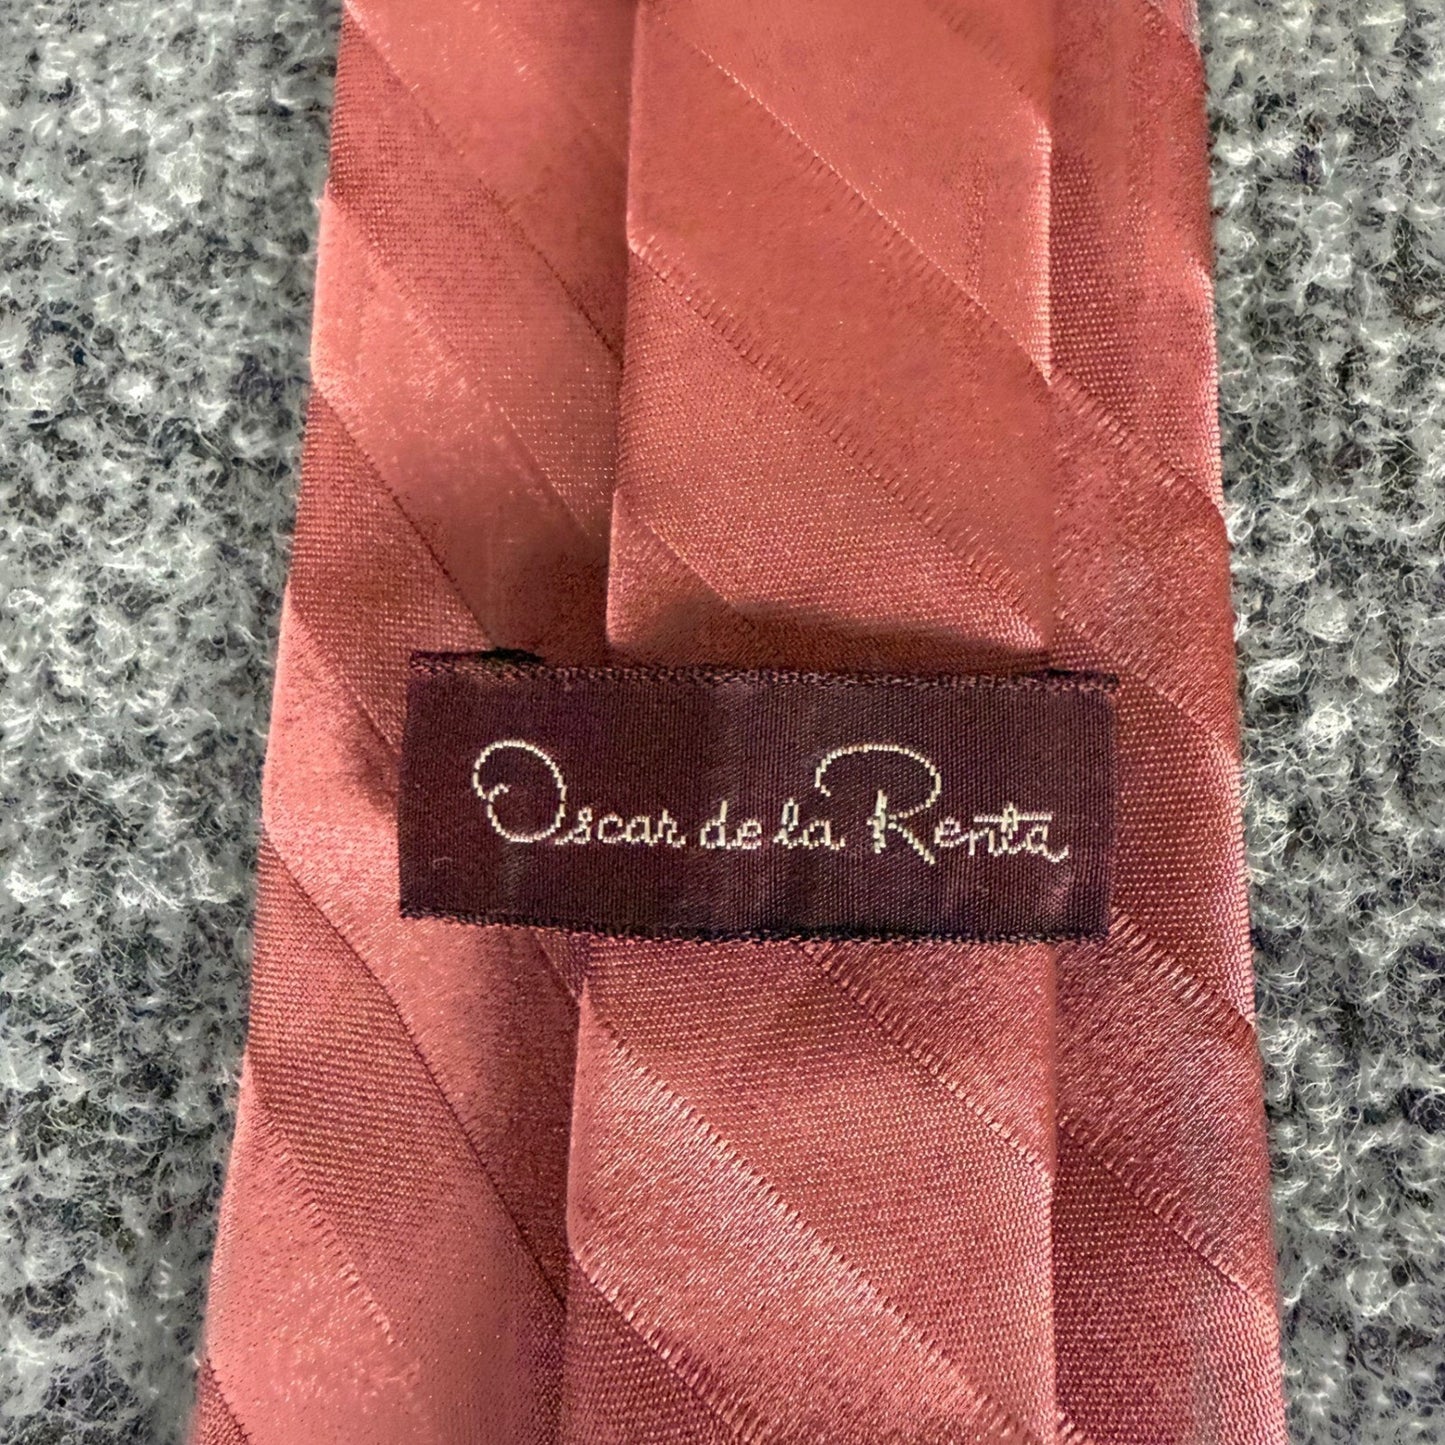 Oscar de la Renta